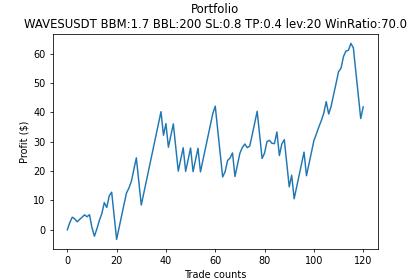 Portfolio
WAVESUSDT BBM:1.7 BBL:200 SL:0.8 TP:0.4 lev:20 WinRatio:70.0
Profit ($)
60
50
40
30
20
10
0
0 20 40 60 80 100 120
Trade counts